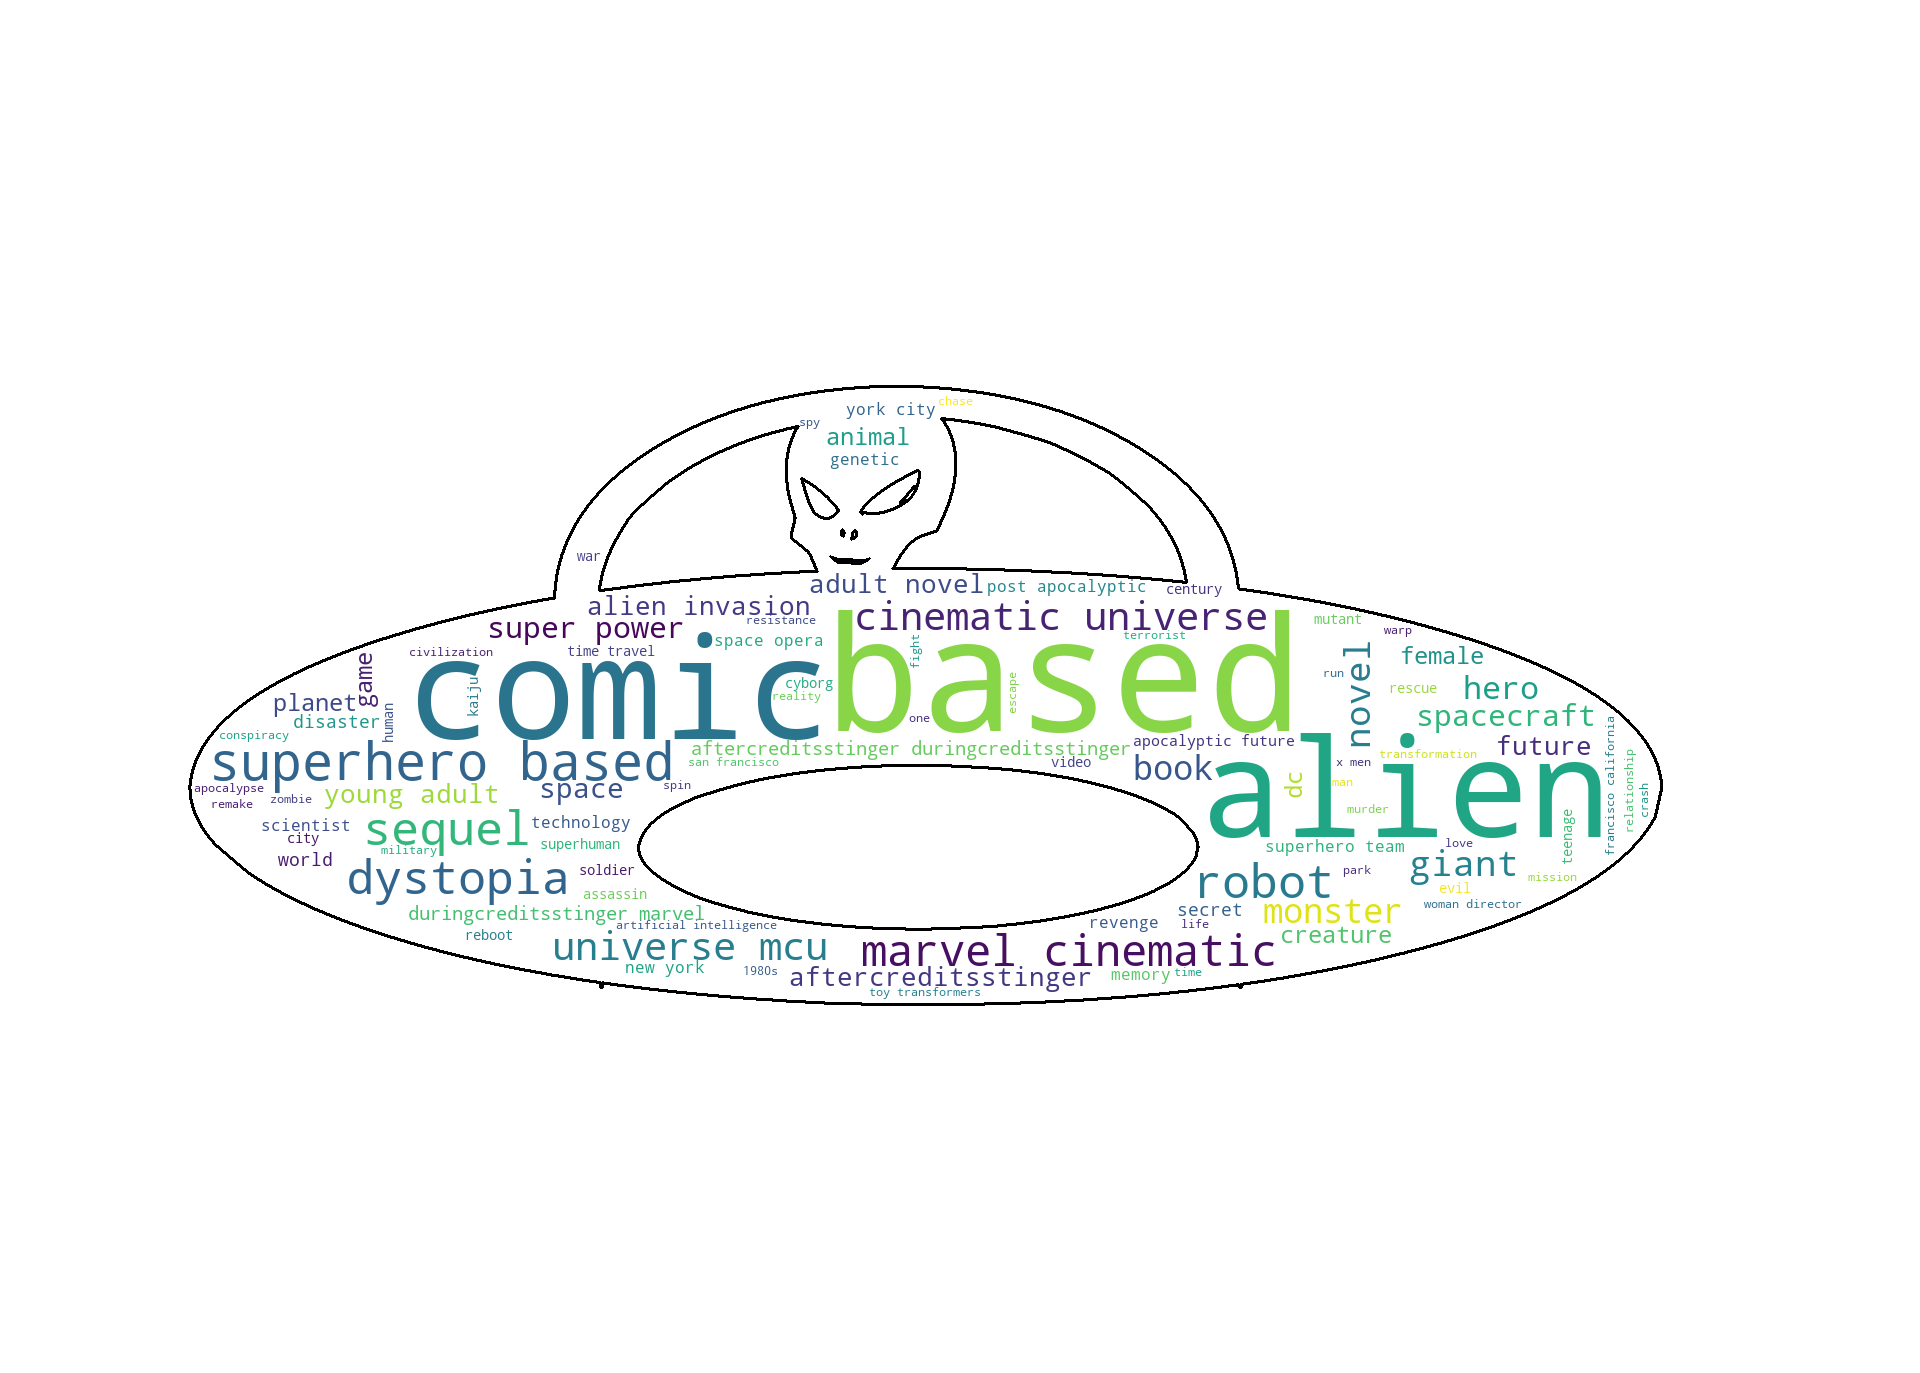 chase
york city
spy
animal
genetic
war
adult novel
post apocalyptic
century
alien invasion
cinematic universe
resistance
mutant
super power
warp
space opera
terrorist
civilization
time travel
fight
novel
female
game
comic
based
kaiju
cyborg
reality
escape
run
rescue
hero
planet
human
disaster
one
spacecraft
conspiracy
aftercreditsstinger duringcreditsstinger
apocalyptic future
future
superhero based
san francisco
video
book
transformation
x men
francisco california
alien
dc
man
apocalypse
young adult
space
spin
relationship
crash
remake
zombie
murder
scientist
sequel
technology
teenage
city
superhuman
superhero team
love
military
world
giant
dystopia
soldier
robot
park
mission
assassin
evil
duringcreditsstinger marvel
secret
monster
woman director
artificial intelligence
revenge
life
reboot
creature
universe mcu
marvel cinematic
new york
1980s
aftercreditsstinger
memory
time
toy transformers